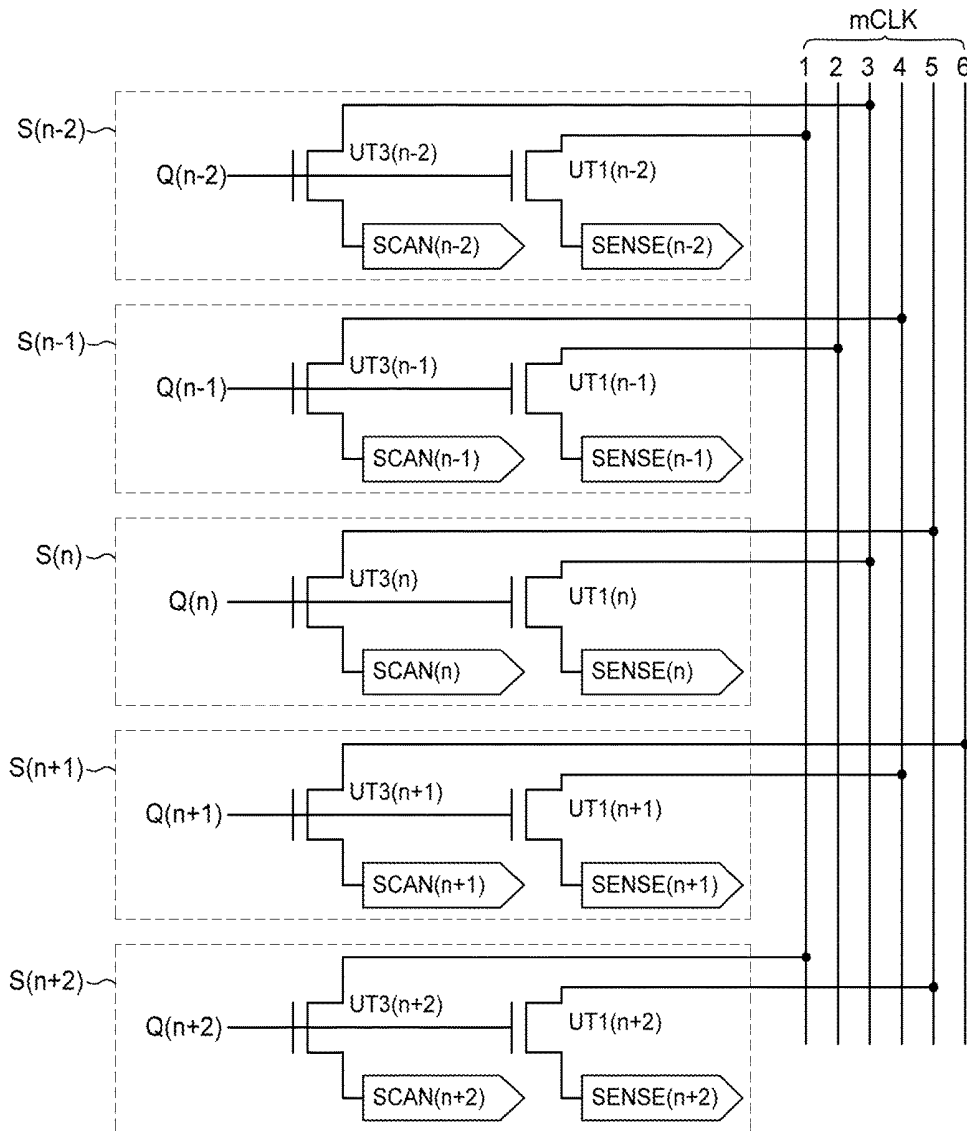 mCLK
1 2 3 4 5 6
S(n-2)
Q(n-2)
UT3(n-2)
UT1(n-2)
SCAN(n-2)
SENSE(n-2)
S(n-1)
Q(n-1)
UT3(n-1)
UT1(n-1)
SCAN(n-1)
SENSE(n-1)
S(n)
Q(n)
UT3(n)
UT1(n)
SCAN(n)
SENSE(n)
S(n+1)
Q(n+1)
UT3(n+1)
UT1(n+1)
SCAN(n+1)
SENSE(n+1)
S(n+2)
Q(n+2)
UT3(n+2)
UT1(n+2)
SCAN(n+2)
SENSE(n+2)